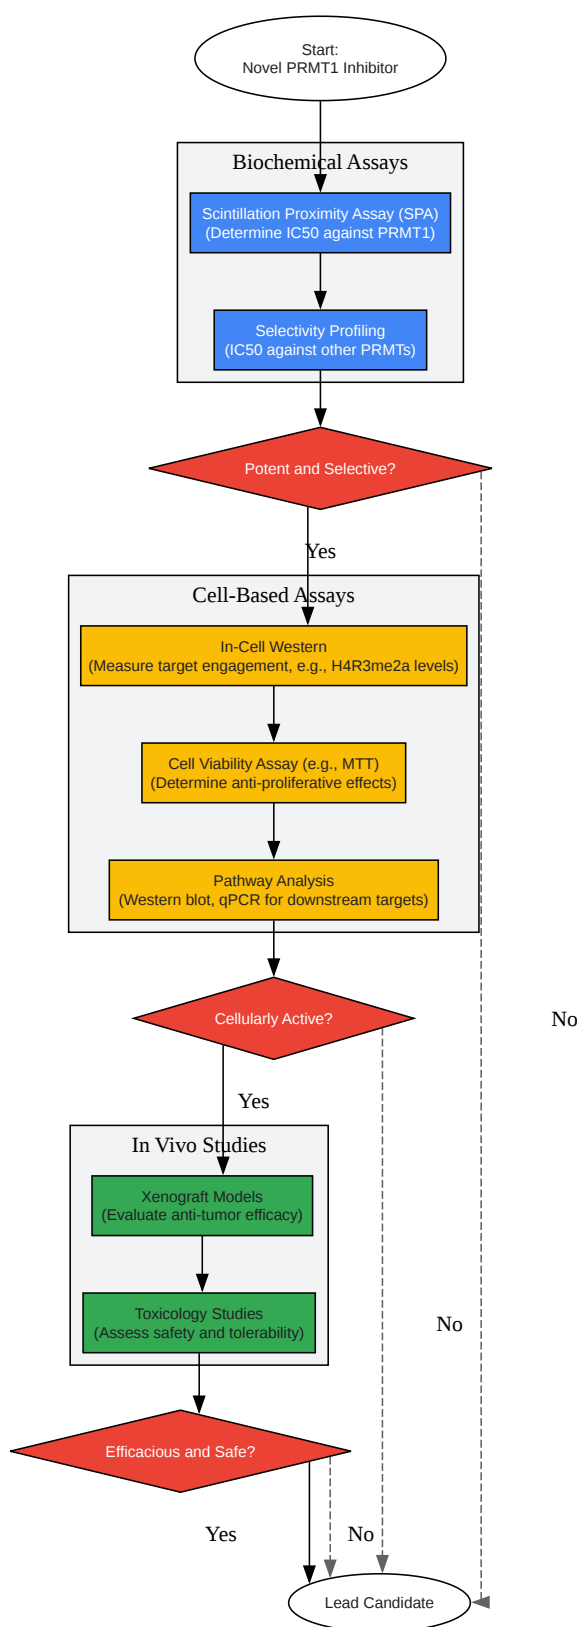 Start:
Novel PRMT1 Inhibitor
Biochemical Assays
Scintillation Proximity Assay (SPA)
(Determine IC50 against PRMT1)
Selectivity Profiling
(IC50 against other PRMTs)
Potent and Selective?
Yes
Cell-Based Assays
In-Cell Western
(Measure target engagement, e.g., H4R3me2a levels)
Cell Viability Assay (e.g., MTT)
(Determine anti-proliferative effects)
Pathway Analysis
(Western blot, qPCR for downstream targets)
Cellularly Active?
No
Yes
In Vivo Studies
Xenograft Models
(Evaluate anti-tumor efficacy)
Toxicology Studies
(Assess safety and tolerability)
No
Efficacious and Safe?
Yes
No
Lead Candidate